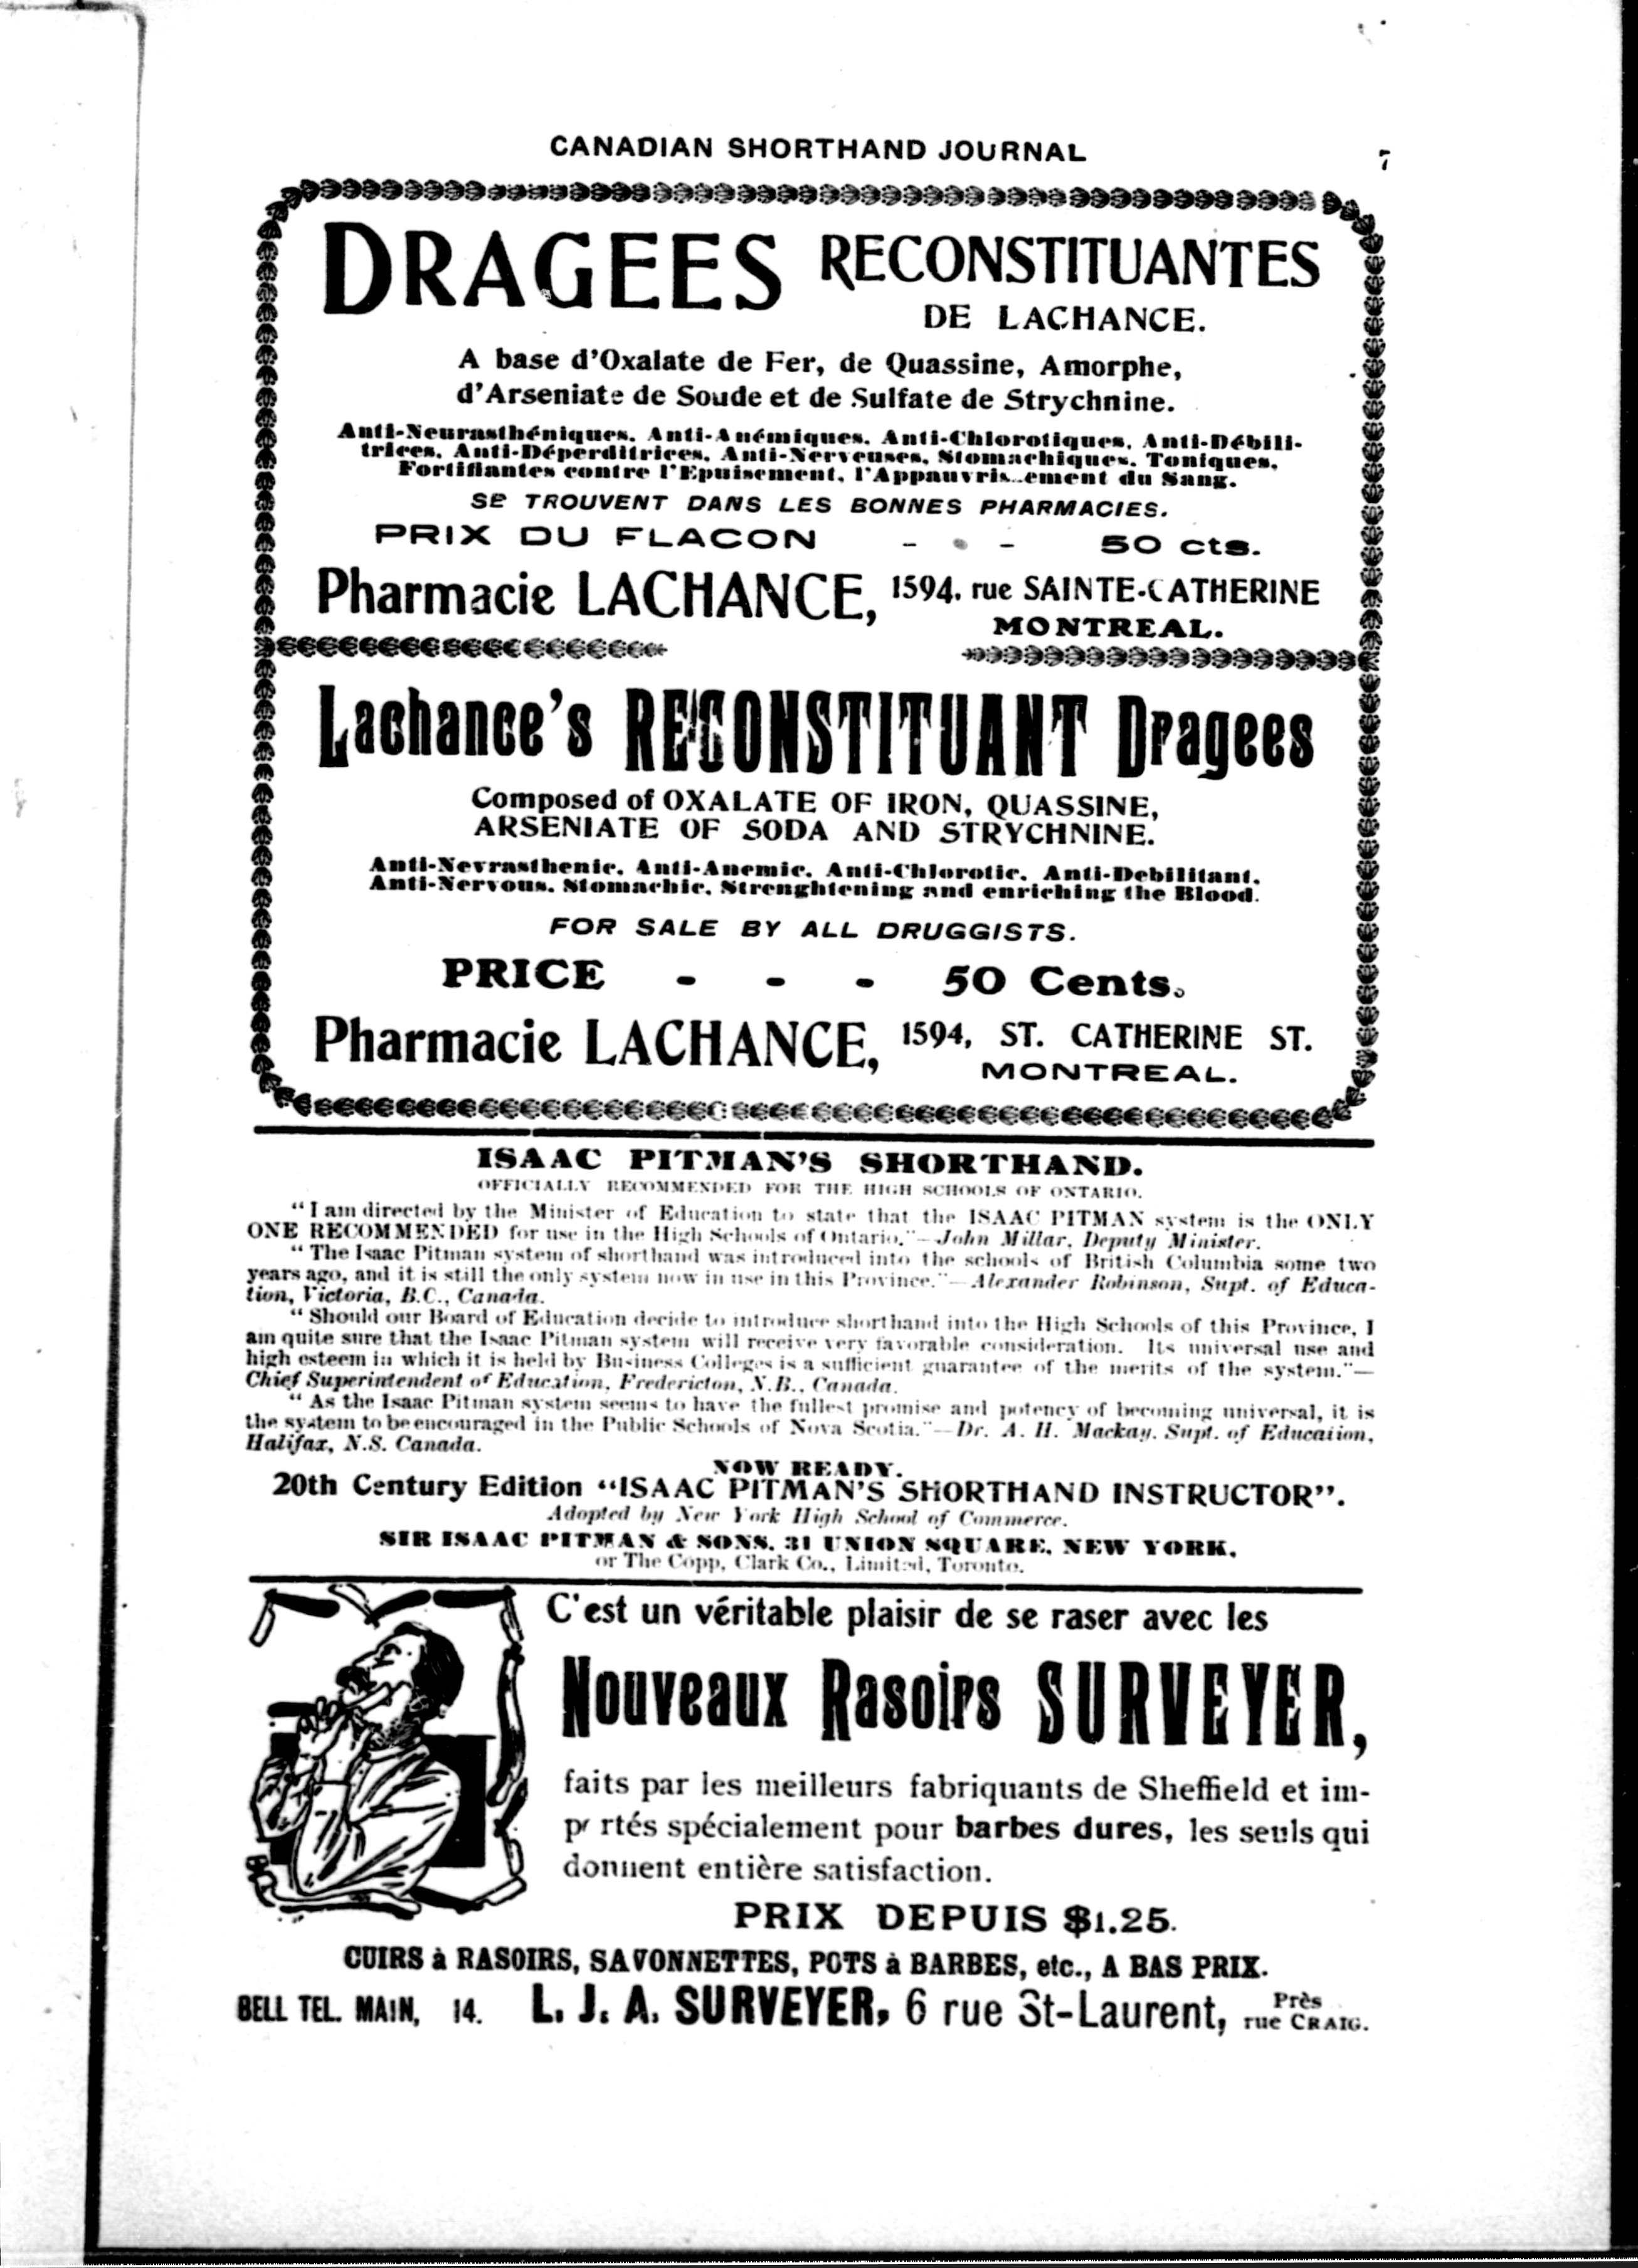 CANADIAN SHORTHAND JOURNAL 7
DRAGEES RECONSTITUANTES
DE LACHANCE.
A base d'Oxalate de Fer, de Quassine, Amorphe,
d'Arseniate de Soude et de Sulfate de Strychnine.
Anti-Neurasthéniques, Anti-Anémiques, Anti-Chlorotiques, Anti-Débili-
trices, Anti-Déperditrices, Anti-Nerveuses, Stomachiques, Toniques,
Fortifiantes contre l'Epuisement, l'Appauvris..ement du Sang.
Se TROUVENT DANS LES BONNES PHARMACIES.
PRIX DU FLACON - - - 50 cts.
Pharmacie LACHANCE, 1594, rue SAINTE-CATHERINE
MONTREAL.
Lachance's RECONSTITUANT Dragees
Composed of OXALATE OF IRON, QUASSINE,
ARSENIATE OF SODA AND STRYCHNINE.
Anti-Nevrasthenic, Anti-Anemic, Anti-Chlorotic, Anti-Debilitant,
Anti-Nervous, Stomachic, Strenghtening and enriching the Blood.
FOR SALE BY ALL DRUGGISTS.
PRICE - - - 50 Cents.
Pharmacie LACHANCE, 1594, ST. CATHERINE ST.
MONTREAL.
ISAAC PITMAN'S SHORTHAND.
OFFICIALLY RECOMMENDED FOR THE HIGH SCHOOLS OF ONTARIO.
"I am directed by the Minister of Education to state that the ISAAC PITMAN system is the ONLY
ONE RECOMMENDED for use in the High Schools of Ontario."—John Millar, Deputy Minister.
"The Isaac Pitman system of shorthand was introduced into the schools of British Columbia some two
years ago, and it is still the only system now in use in this Province."—Alexander Robinson, Supt. of Educa-
tion, Victoria, B.C., Canada.
"Should our Board of Education decide to introduce shorthand into the High Schools of this Province, I
am quite sure that the Isaac Pitman system will receive very favorable consideration. Its universal use and
high esteem in which it is held by Business Colleges is a sufficient guarantee of the merits of the system."—
Chief Superintendent of Education, Fredericton, N.B., Canada.
"As the Isaac Pitman system seems to have the fullest promise and potency of becoming universal, it is
the system to be encouraged in the Public Schools of Nova Scotia."—Dr. A. H. Mackay, Supt. of Education,
Halifax, N.S. Canada.
NOW READY.
20th Century Edition "ISAAC PITMAN'S SHORTHAND INSTRUCTOR".
Adopted by New York High School of Commerce.
SIR ISAAC PITMAN & SONS, 31 UNION SQUARE, NEW YORK,
or The Copp, Clark Co., Limited, Toronto.
C'est un véritable plaisir de se raser avec les
Nouveaux Rasoirs SURVEYER,
faits par les meilleurs fabriquants de Sheffield et im-
portés spécialement pour barbes dures, les seuls qui
donnent entière satisfaction.
PRIX DEPUIS $1.25.
CUIRS à RASOIRS, SAVONNETTES, POTS à BARBES, etc., A BAS PRIX.
BELL TEL. MAIN, 14. L. J. A. SURVEYER, 6 rue St-Laurent, Près rue CRAIG.